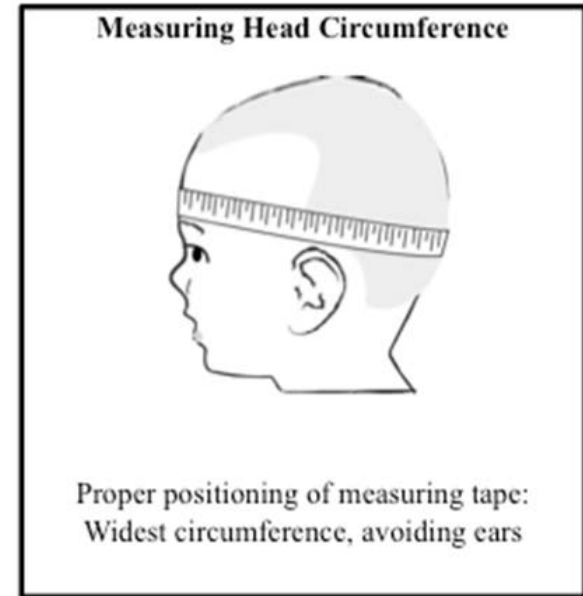 Measuring Head Circumference
Proper positioning of measuring tape:
Widest circumference, avoiding ears